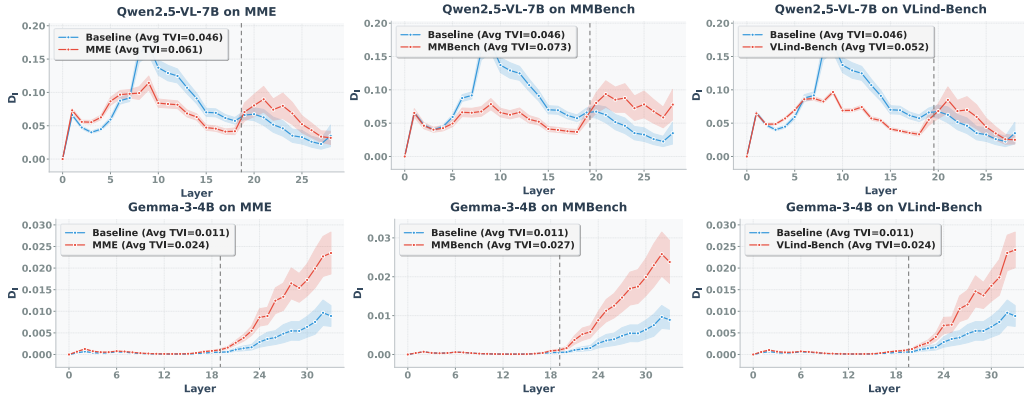 Qwen2.5-VL-7B on MME
Baseline (Avg TVI=0.046)
MME (Avg TVI=0.061)
0.20
0.15
0.10
0.05
0.00
D_l
0 5 10 15 20 25
Layer
Qwen2.5-VL-7B on MMBench
Baseline (Avg TVI=0.046)
MMBench (Avg TVI=0.073)
0.20
0.15
0.10
0.05
0.00
D_l
0 5 10 15 20 25
Layer
Qwen2.5-VL-7B on VLind-Bench
Baseline (Avg TVI=0.046)
VLind-Bench (Avg TVI=0.052)
0.20
0.15
0.10
0.05
0.00
D_l
0 5 10 15 20 25
Layer
Gemma-3-4B on MME
Baseline (Avg TVI=0.011)
MME (Avg TVI=0.024)
0.030
0.025
0.020
0.015
0.010
0.005
0.000
D_l
0 6 12 18 24 30
Layer
Gemma-3-4B on MMBench
Baseline (Avg TVI=0.011)
MMBench (Avg TVI=0.027)
0.03
0.02
0.01
0.00
D_l
0 6 12 18 24 30
Layer
Gemma-3-4B on VLind-Bench
Baseline (Avg TVI=0.011)
VLind-Bench (Avg TVI=0.024)
0.030
0.025
0.020
0.015
0.010
0.005
0.000
D_l
0 6 12 18 24 30
Layer